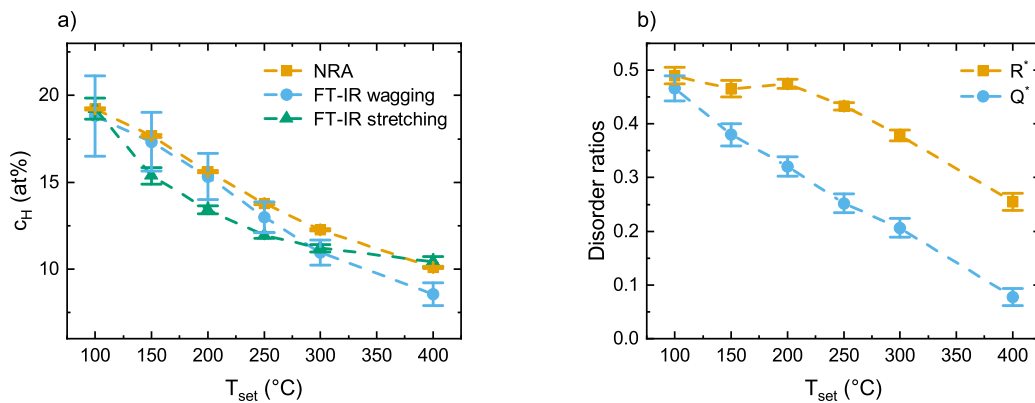 a)
20
15
10
c_H (at%)
NRA
FT-IR wagging
FT-IR stretching
100 150 200 250 300 400
T_set (°C)
b)
0.5
0.4
0.3
0.2
0.1
0.0
Disorder ratios
R*
Q*
100 150 200 250 300 400
T_set (°C)